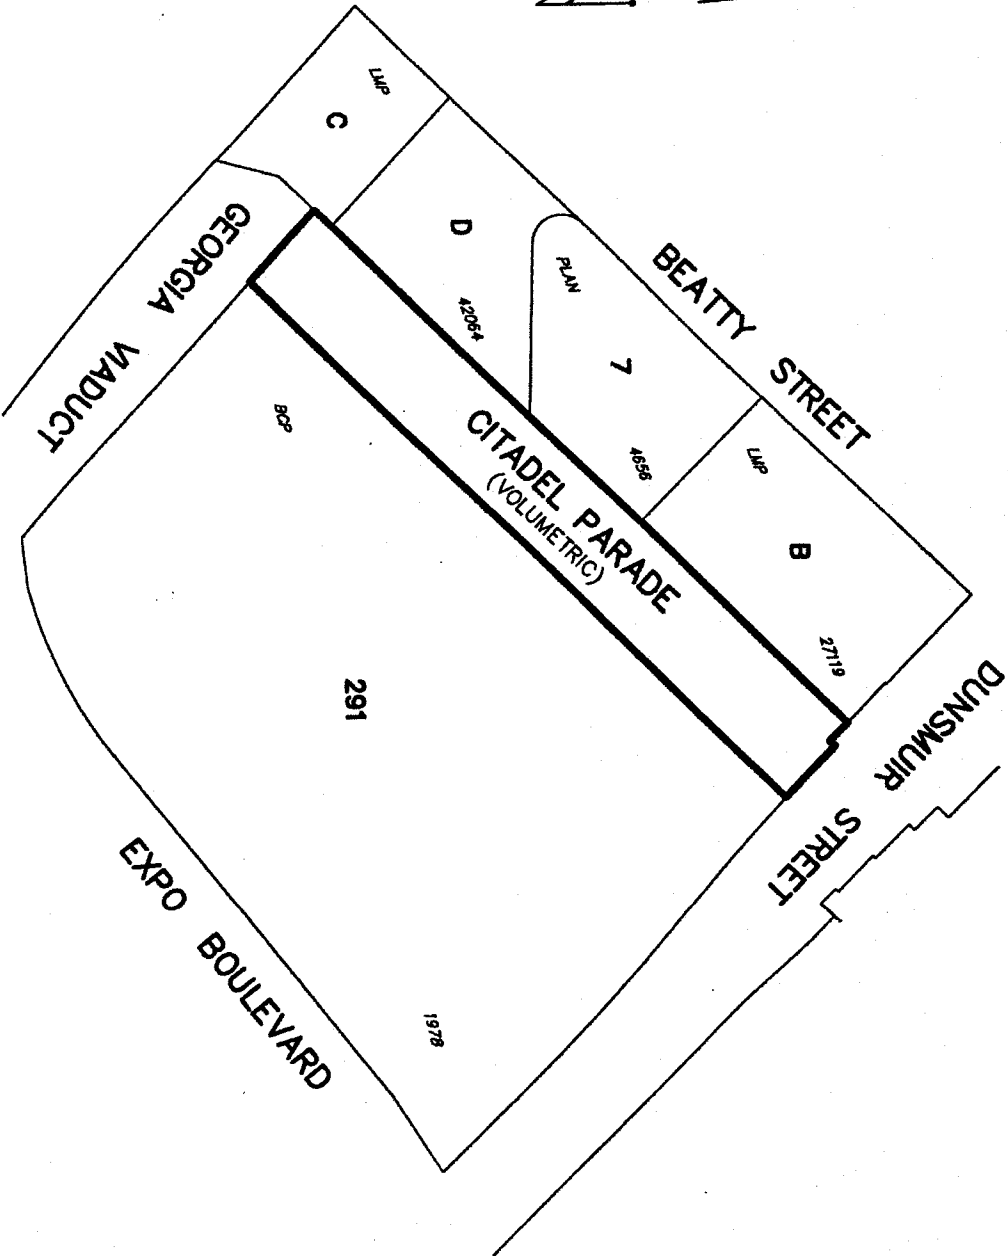 LMP
C
GEORGIA VIADUCT
D
42064
PLAN
7
4656
BEATTY STREET
LMP
B
27119
CITADEL PARADE
(VOLUMETRIC)
DUNSMUIR STREET
BCP
291
1978
EXPO BOULEVARD